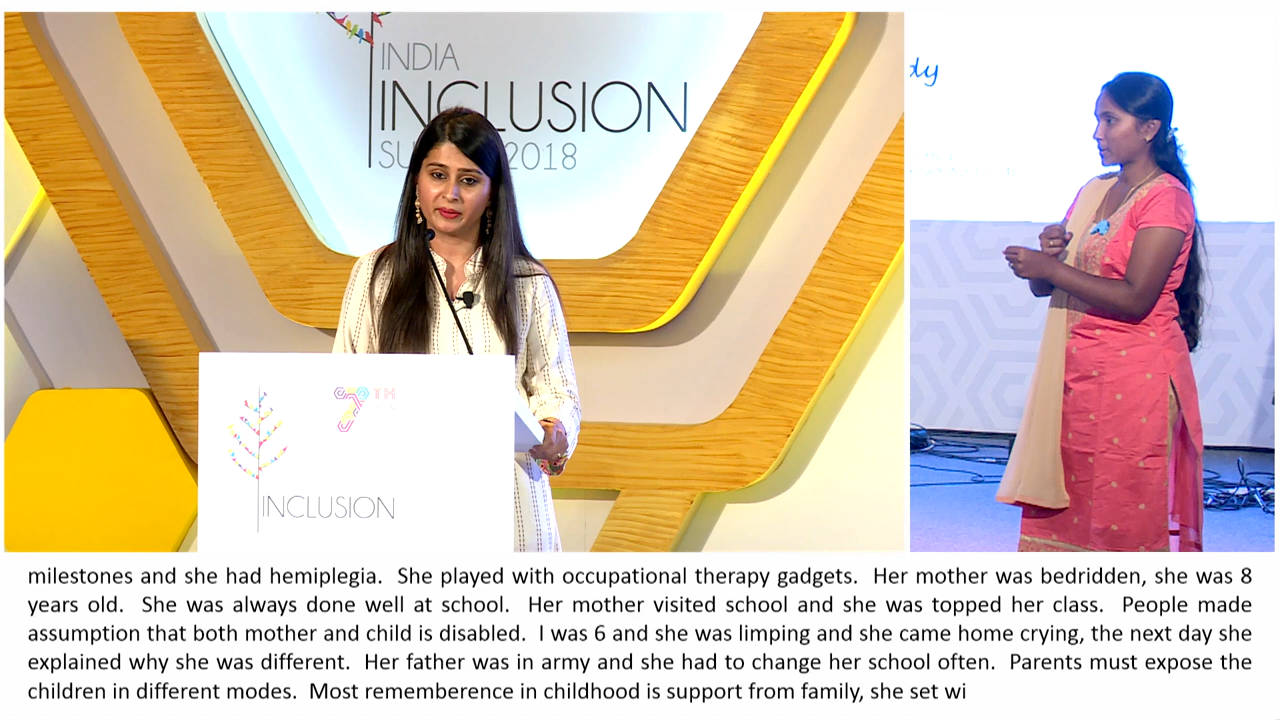 INDIA
INCLUSION
SU 2018
dy
7TH
INCLUSION
milestones and she had hemiplegia. She played with occupational therapy gadgets. Her mother was bedridden, she was 8
years old. She was always done well at school. Her mother visited school and she was topped her class. People made
assumption that both mother and child is disabled. I was 6 and she was limping and she came home crying, the next day she
explained why she was different. Her father was in army and she had to change her school often. Parents must expose the
children in different modes. Most rememberence in childhood is support from family, she set wi